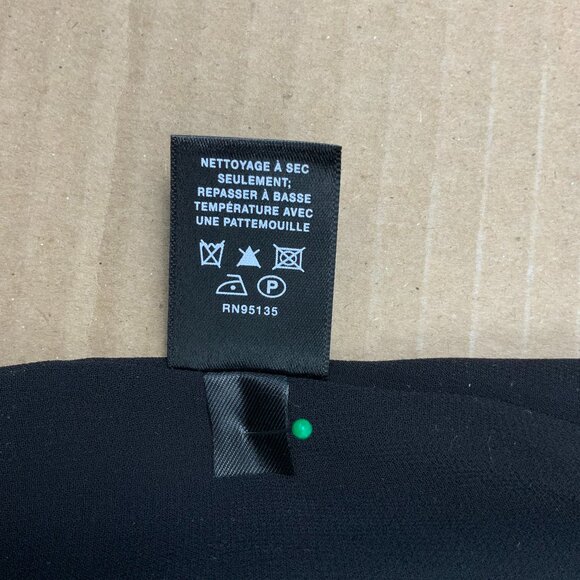 NETTOYAGE À SEC
SEULEMENT;
REPASSER À BASSE
TEMPÉRATURE AVEC
UNE PATTEMOUILLE
P
RN95135